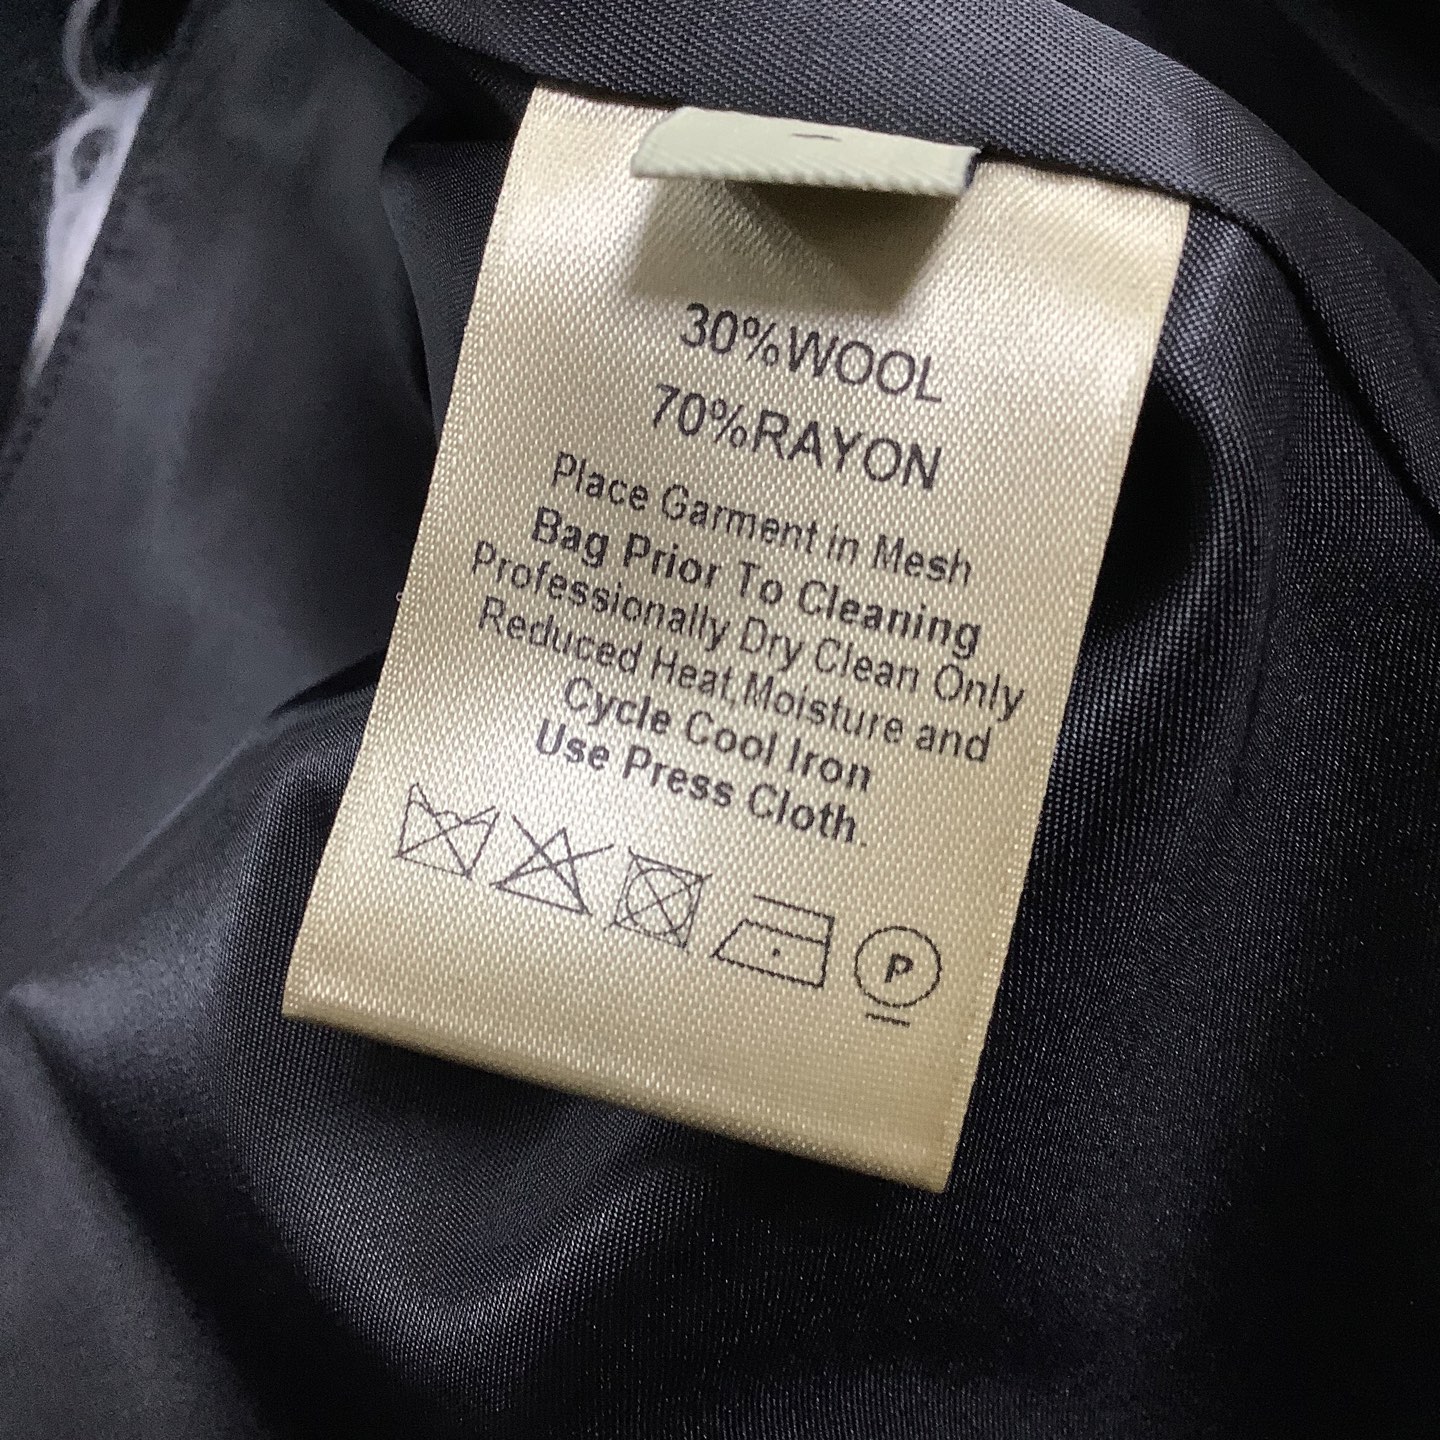 30%WOOL
70%RAYON
Place Garment in Mesh
Bag Prior To Cleaning
Professionally Dry Clean Only
Reduced Heat,Moisture and
Cycle Cool Iron
Use Press Cloth.
P